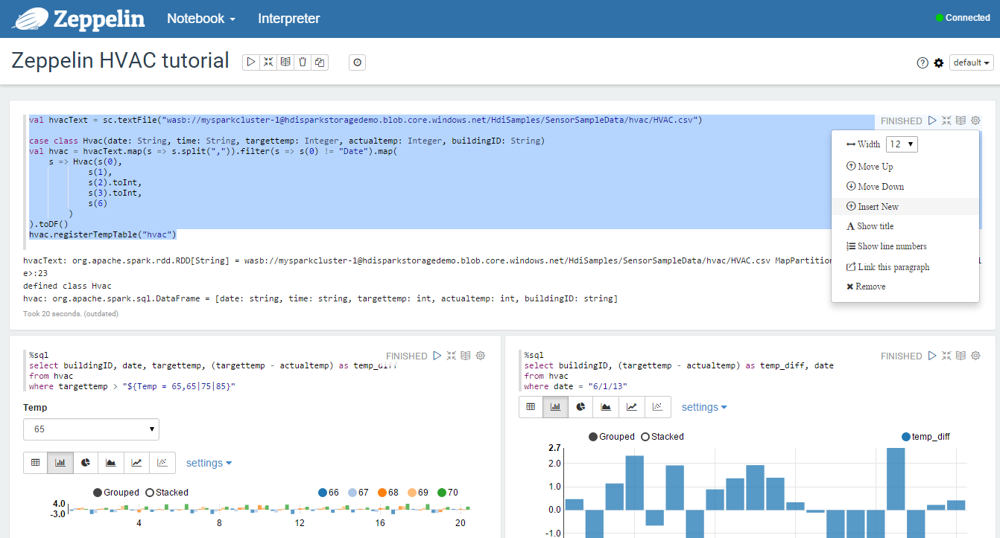 Zeppelin Notebook Interpreter Connected
Zeppelin HVAC tutorial default
val hvacText = sc.textFile("wasb://mysparkcluster-1@hdisparkstoragedemo.blob.core.windows.net/HdiSamples/SensorSampleData/hvac/HVAC.csv")
FINISHED
case class Hvac(date: String, time: String, targettemp: Integer, actualtemp: Integer, buildingID: String)
val hvac = hvacText.map(s => s.split(",")).filter(s => s(0) != "Date").map(
s => Hvac(s(0),
s(1),
s(2).toInt,
s(3).toInt,
s(6)
)
).toDF()
hvac.registerTempTable("hvac")
Width 12
Move Up
Move Down
Insert New
Show title
Show line numbers
Link this paragraph
Remove
hvacText: org.apache.spark.rdd.RDD[String] = wasb://mysparkcluster-1@hdisparkstoragedemo.blob.core.windows.net/HdiSamples/SensorSampleData/hvac/HVAC.csv MapPartition
e>:23
defined class Hvac
hvac: org.apache.spark.sql.DataFrame = [date: string, time: string, targettemp: int, actualtemp: int, buildingID: string]
Took 20 seconds. (outdated)
%sql
FINISHED
select buildingID, date, targettemp, (targettemp - actualtemp) as temp_diff
from hvac
where targettemp > "${Temp = 65,65|75|85}"
Temp
65
settings
Grouped Stacked 66 67 68 69 70
4.0
-3.0
4 8 12 16 20
%sql
FINISHED
select buildingID, (targettemp - actualtemp) as temp_diff, date
from hvac
where date = "6/1/13"
settings
Grouped Stacked temp_diff
2.7
2.0
1.0
0.0
-1.0